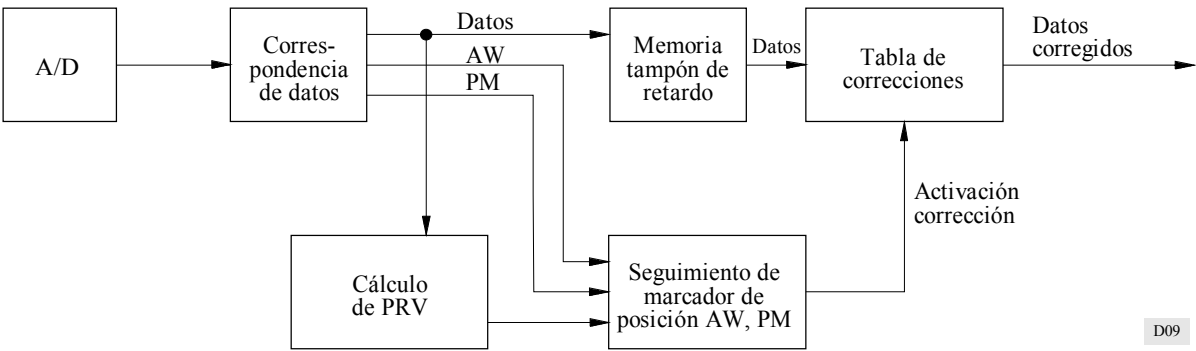 A/D
Corres-
pondencia
de datos
Datos
AW
PM
Memoria
tampón de
retardo
Datos
Tabla de
correcciones
Datos
corregidos
Activación
corrección
Cálculo
de PRV
Seguimiento de
marcador de
posición AW, PM
D09